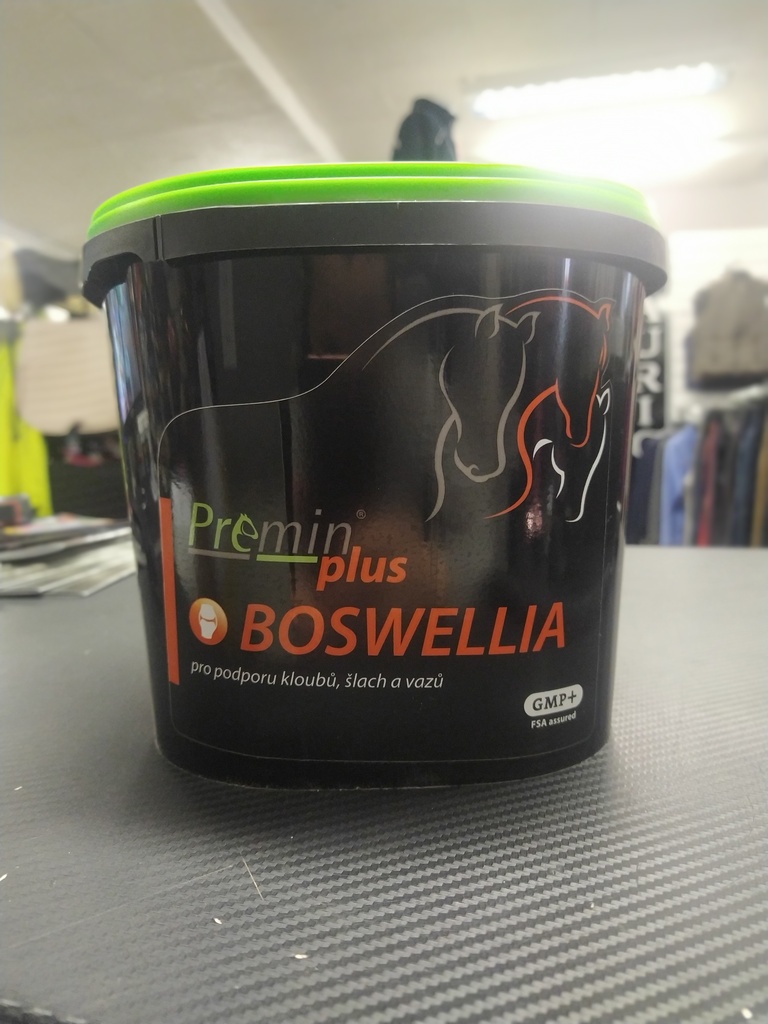 Premin®
plus
BOSWELLIA
pro podporu kloubů, šlach a vazů
GMP+
FSA assured